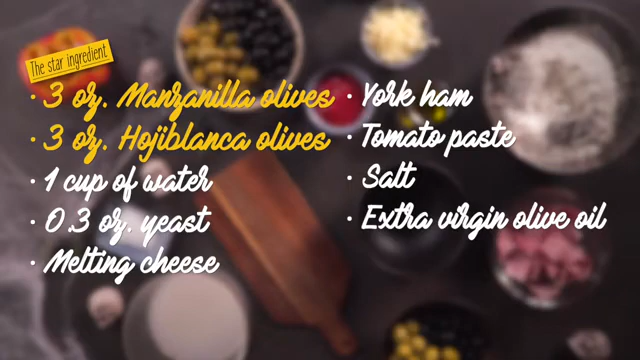 The star ingredient
· 3 oz. Manzanilla olives
· 3 oz. Hojiblanca olives
· 1 cup of water
· 0.3 oz. yeast
· Melting cheese
· York ham
· Tomato paste
· Salt
· Extra virgin olive oil